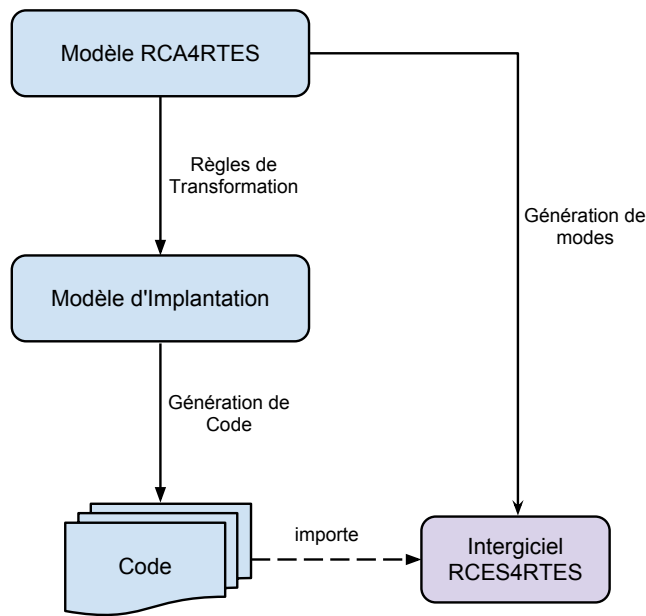 Modèle RCA4RTES
Règles de
Transformation
Génération de
modes
Modèle d'Implantation
Génération de
Code
Code
importe
Intergiciel
RCES4RTES